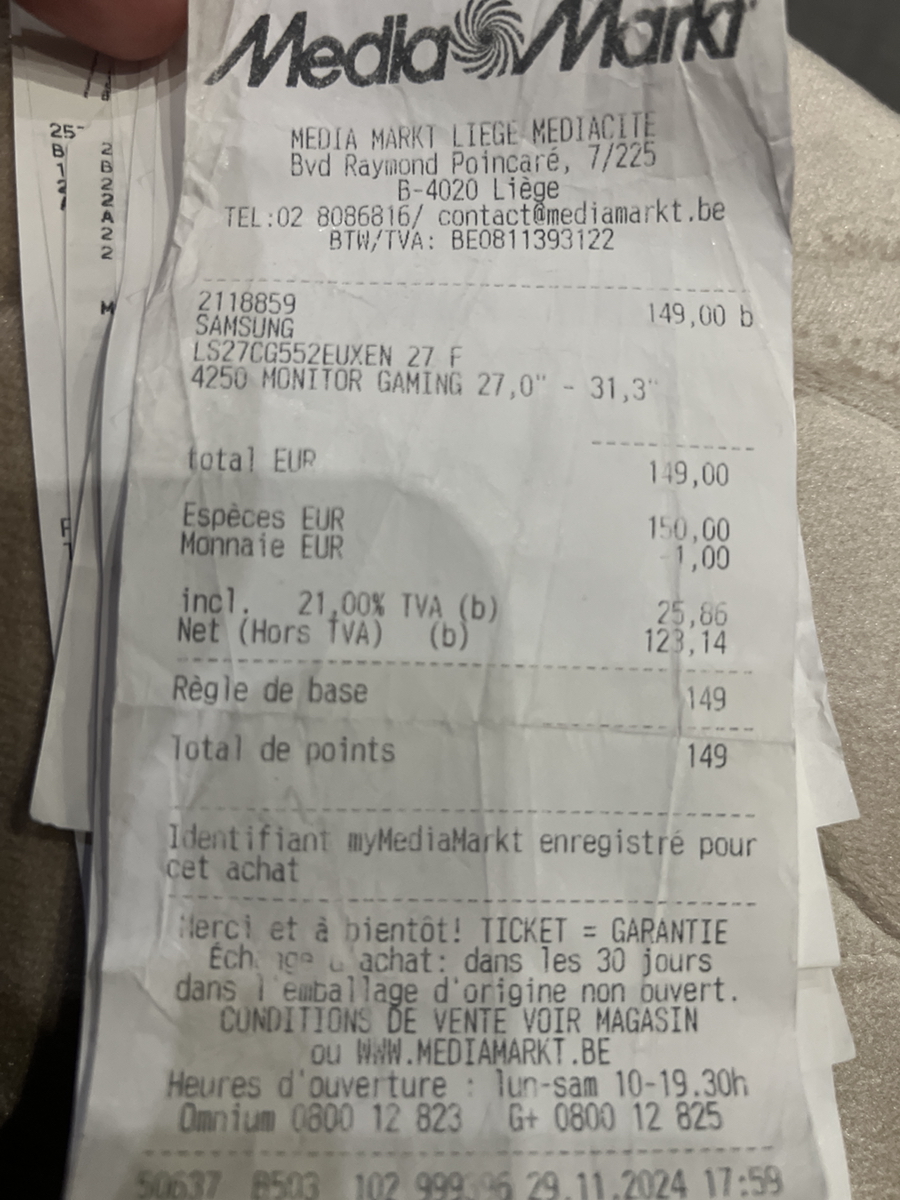 Media Markt
MEDIA MARKT LIEGE MEDIACITE
Bvd Raymond Poincaré, 7/225
B-4020 Liège
TEL:02 8086816/ contact@mediamarkt.be
BTW/TVA: BE0811393122
2118859 149,00 b
SAMSUNG
LS27CG552EUXEN 27 F
4250 MONITOR GAMING 27,0" - 31,3"
total EUR 149,00
Espèces EUR 150,00
Monnaie EUR -1,00
incl. 21,00% TVA (b) 25,86
Net (Hors TVA) (b) 123,14
Règle de base 149
Total de points 149
Identifiant myMediaMarkt enregistré pour
cet achat
Merci et à bientôt! TICKET = GARANTIE
achat: dans les 30 jours
dans l'emballage d'origine non ouvert.
CONDITIONS DE VENTE VOIR MAGASIN
ou WWW.MEDIAMARKT.BE
Heures d'ouverture : lun-sam 10-19.30h
Omnium 0800 12 823 G+ 0800 12 825
50637 B503 102 29.11.2024 17:59